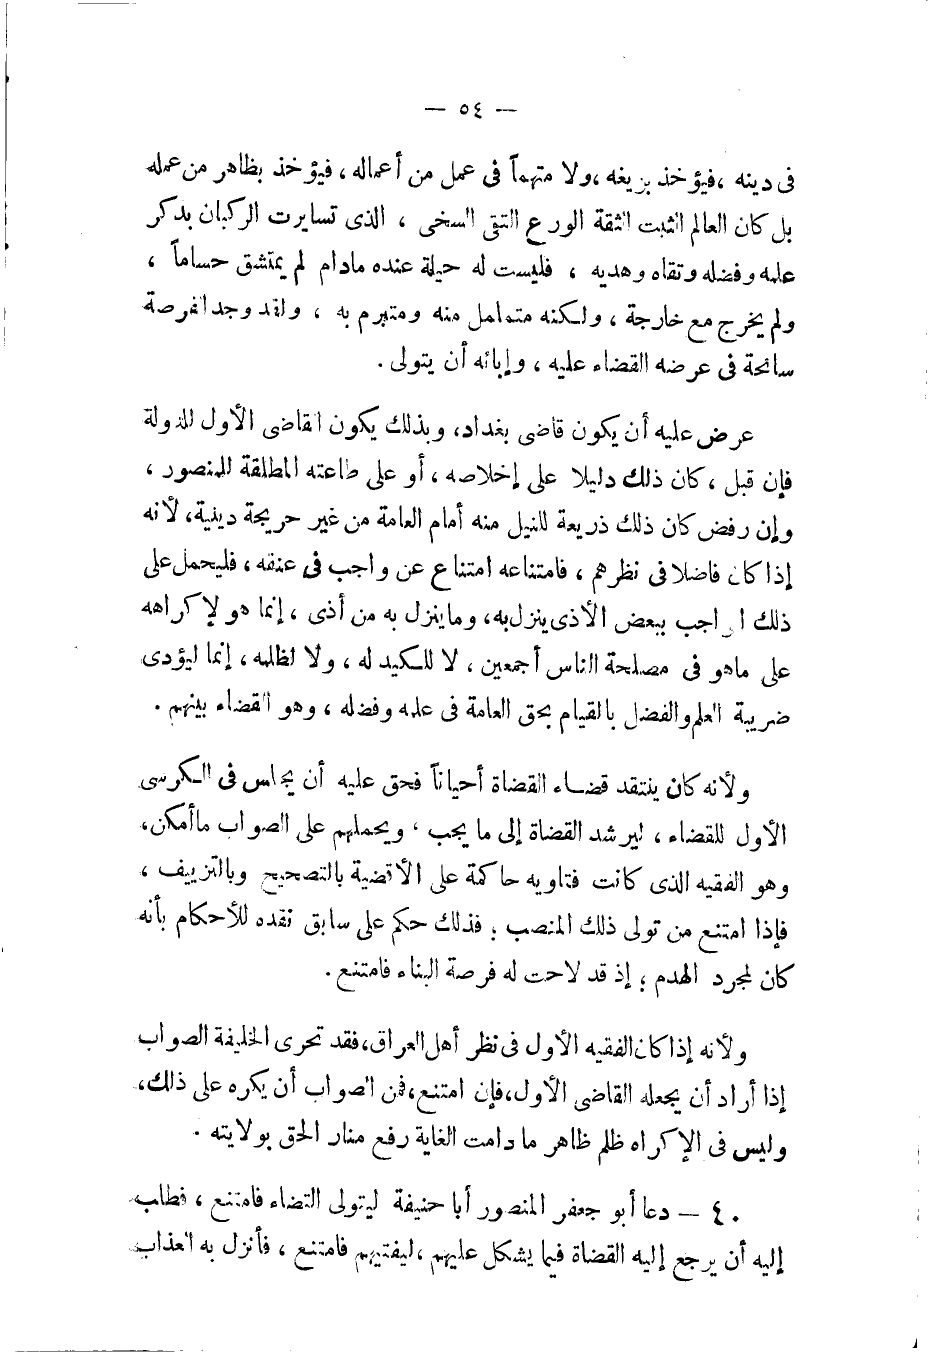 — ٥٤ —
فى دينه ، فيؤخذ بزيغه ، ولا متهماً فى عمل من أعماله ، فيؤخذ بظاهر من عمله
بل كان العالم الثبت الثقة الورع التقى السخى ، الذى تسايرت الركبان بذكر
علمه وفضله وتقاه وهديه ، فليست له حيلة عنده مادام لم يمتشق حساماً ،
ولم يخرج مع خارجة ، ولكنه متململ منه ومتبرم به ، ولقد وجد الفرصة
سانحة فى عرضه القضاء عليه ، وإبائه أن يتولى .
عرض عليه أن يكون قاضى بغداد، وبذلك يكون القاضى الأول للدولة
فإن قبل ، كان ذلك دليلا على إخلاصه ، أو على طاعته المطلقة للمنصور ،
وإن رفض كان ذلك ذريعة للنيل منه أمام العامة من غير حريجة دينية، لأنه
إذا كان فاضلا فى نظرهم ، فامتناعه امتناع عن واجب فى عنقه ، فليحمل على
ذلك الواجب ببعض الأذى ينزل به، وما ينزل به من أذى ، إنما هو لإكراهه
على ماهو فى مصلحة الناس أجمعين ، لا للكيد له ، ولا لظلمه ، إنما ليؤدى
ضريبة العلم والفضل بالقيام بحق العامة فى علمه وفضله ، وهو القضاء بينهم .
ولأنه كان ينتقد قضاء القضاة أحياناً فحق عليه أن يجلس فى الكرسى
الأول للقضاء ، ليرشد القضاة إلى ما يجب ، ويحملهم على الصواب ما أمكن،
وهو الفقيه الذى كانت فتاويه حاكمة على الأقضية بالتصحيح وبالتزييف ،
فإذا امتنع من تولى ذلك المنصب ؛ فذلك حكم على سابق نقده للأحكام بأنه
كان لمجرد الهدم ؛ إذ قد لاحت له فرصة البناء فامتنع .
ولأنه إذا كان الفقيه الأول فى نظر أهل العراق، فقد تحرى الخليفة الصواب
إذا أراد أن يجعله القاضى الأول، فإن امتنع، فمن الصواب أن يكره على ذلك،
وليس فى الإكراه ظلم ظاهر ما دامت الغاية رفع منار الحق بولايته .
٤٠ — دعا أبو جعفر المنصور أبا حنيفة ليتولى القضاء فامتنع ، فطلب
إليه أن يرجع إليه القضاة فيما يشكل عليهم ، ليفتيهم فامتنع ، فأنزل به العذاب